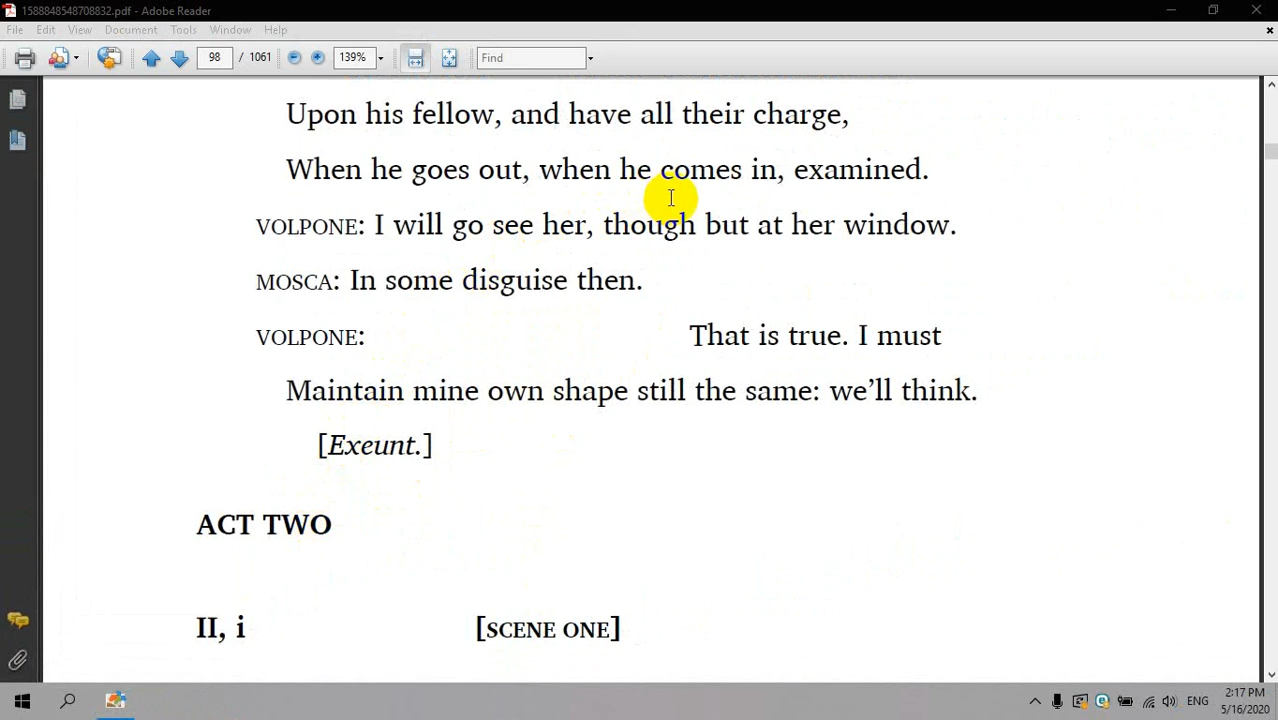 1588848548708832.pdf - Adobe Reader
File Edit View Document Tools Window Help
98 / 1061 139% Find
Upon his fellow, and have all their charge,
When he goes out, when he comes in, examined.
VOLPONE: I will go see her, though but at her window.
MOSCA: In some disguise then.
VOLPONE: That is true. I must
Maintain mine own shape still the same: we’ll think.
[Exeunt.]
ACT TWO
II, i [SCENE ONE]
2:17 PM
ENG
5/16/2020